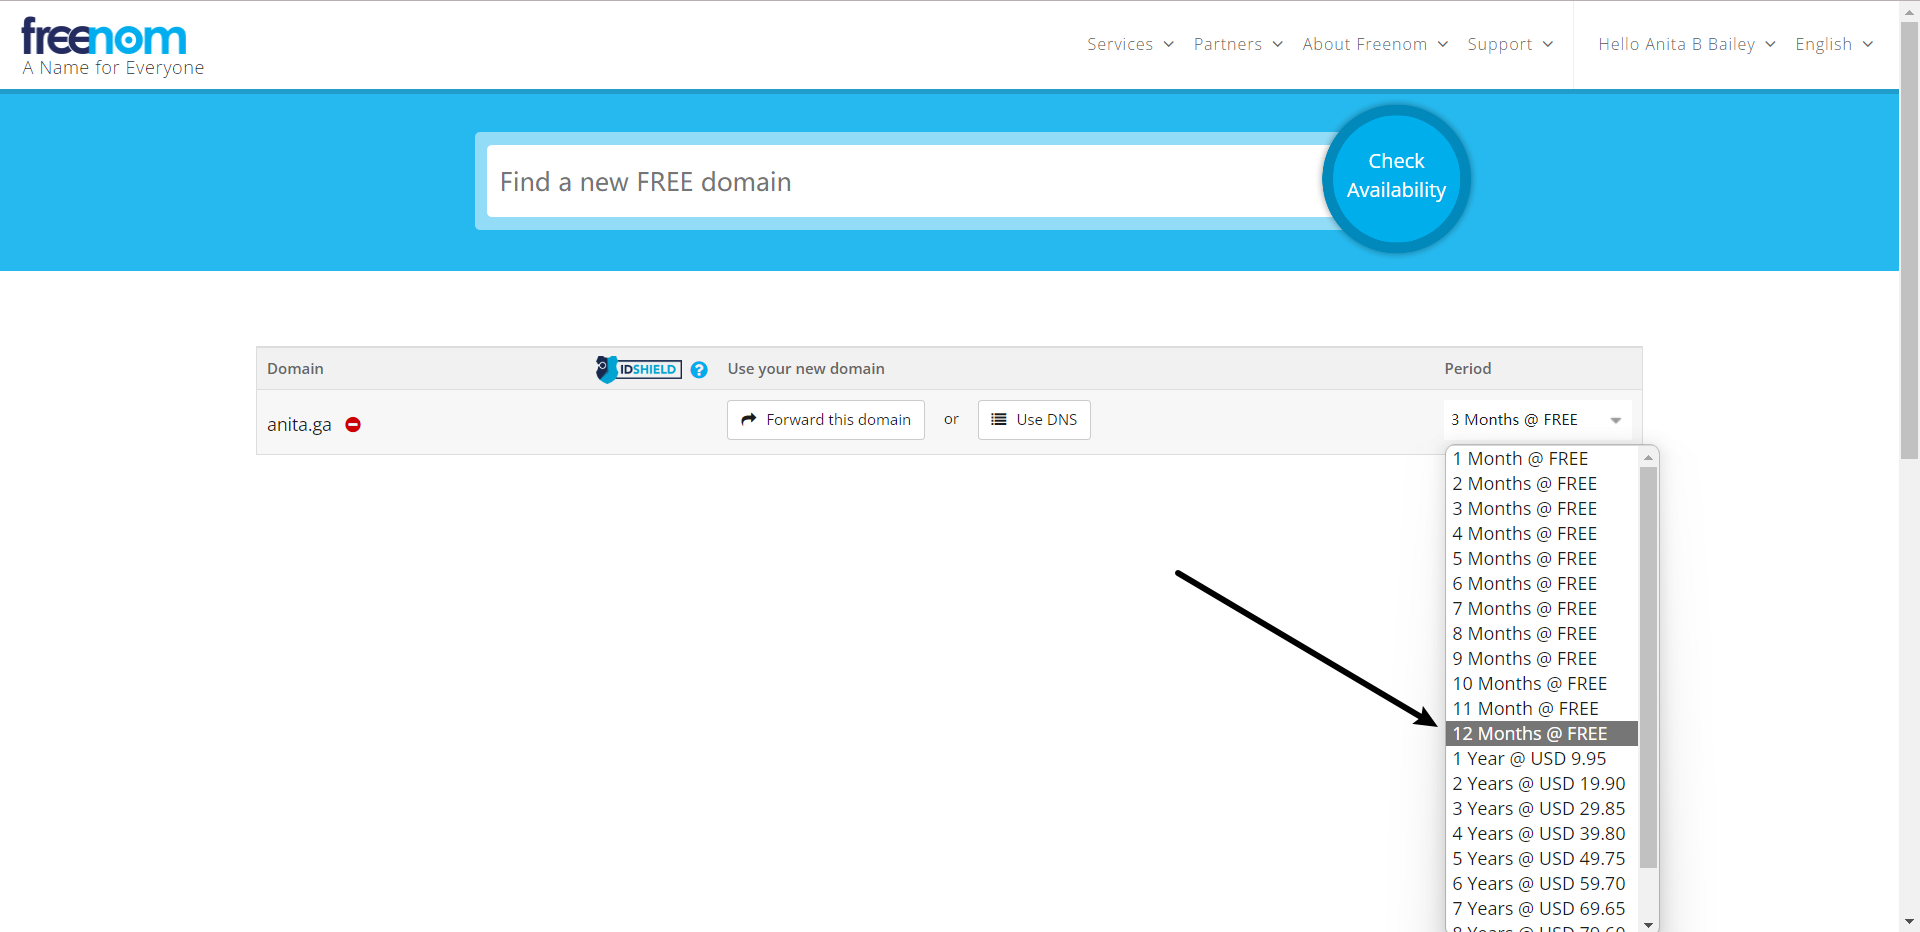 freenom
A Name for Everyone
Services
Partners
About Freenom
Support
Hello Anita B Bailey
English
Find a new FREE domain
Check
Availability
Domain
IDSHIELD
?
Use your new domain
Period
anita.ga
Forward this domain
or
Use DNS
3 Months @ FREE
1 Month @ FREE
2 Months @ FREE
3 Months @ FREE
4 Months @ FREE
5 Months @ FREE
6 Months @ FREE
7 Months @ FREE
8 Months @ FREE
9 Months @ FREE
10 Months @ FREE
11 Month @ FREE
12 Months @ FREE
1 Year @ USD 9.95
2 Years @ USD 19.90
3 Years @ USD 29.85
4 Years @ USD 39.80
5 Years @ USD 49.75
6 Years @ USD 59.70
7 Years @ USD 69.65
8 Years @ USD 79.60